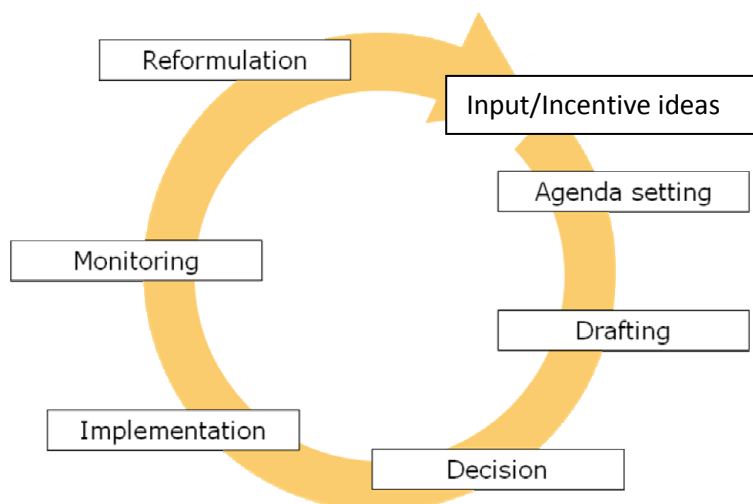 Reformulation
Input/Incentive ideas
Agenda setting
Monitoring
Drafting
Implementation
Decision